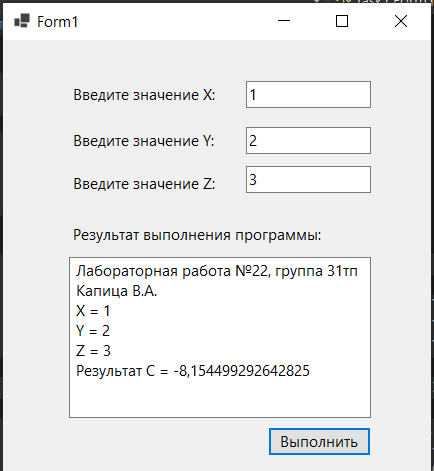 Form1
Введите значение X: 1
Введите значение Y: 2
Введите значение Z: 3
Результат выполнения программы:
Лабораторная работа №22, группа 31тп
Капица В.А.
X = 1
Y = 2
Z = 3
Результат C = -8,154499292642825
Выполнить